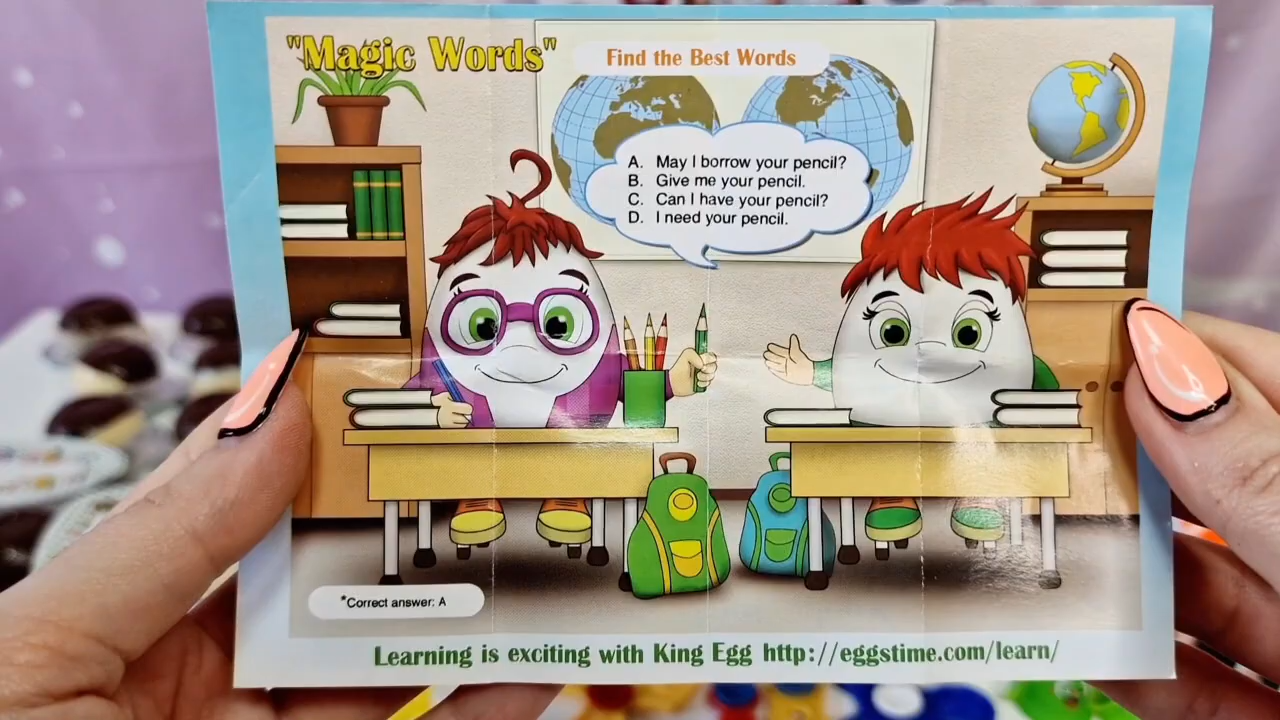 "Magic Words"
Find the Best Words
A. May I borrow your pencil?
B. Give me your pencil.
C. Can I have your pencil?
D. I need your pencil.
*Correct answer: A
Learning is exciting with King Egg http://eggstime.com/learn/